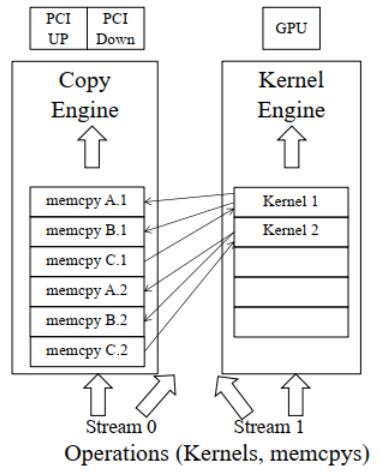 PCI UP
PCI Down
GPU
Copy Engine
Kernel Engine
memcpy A.1
memcpy B.1
memcpy C.1
memcpy A.2
memcpy B.2
memcpy C.2
Kernel 1
Kernel 2
Stream 0
Stream 1
Operations (Kernels, memcpys)